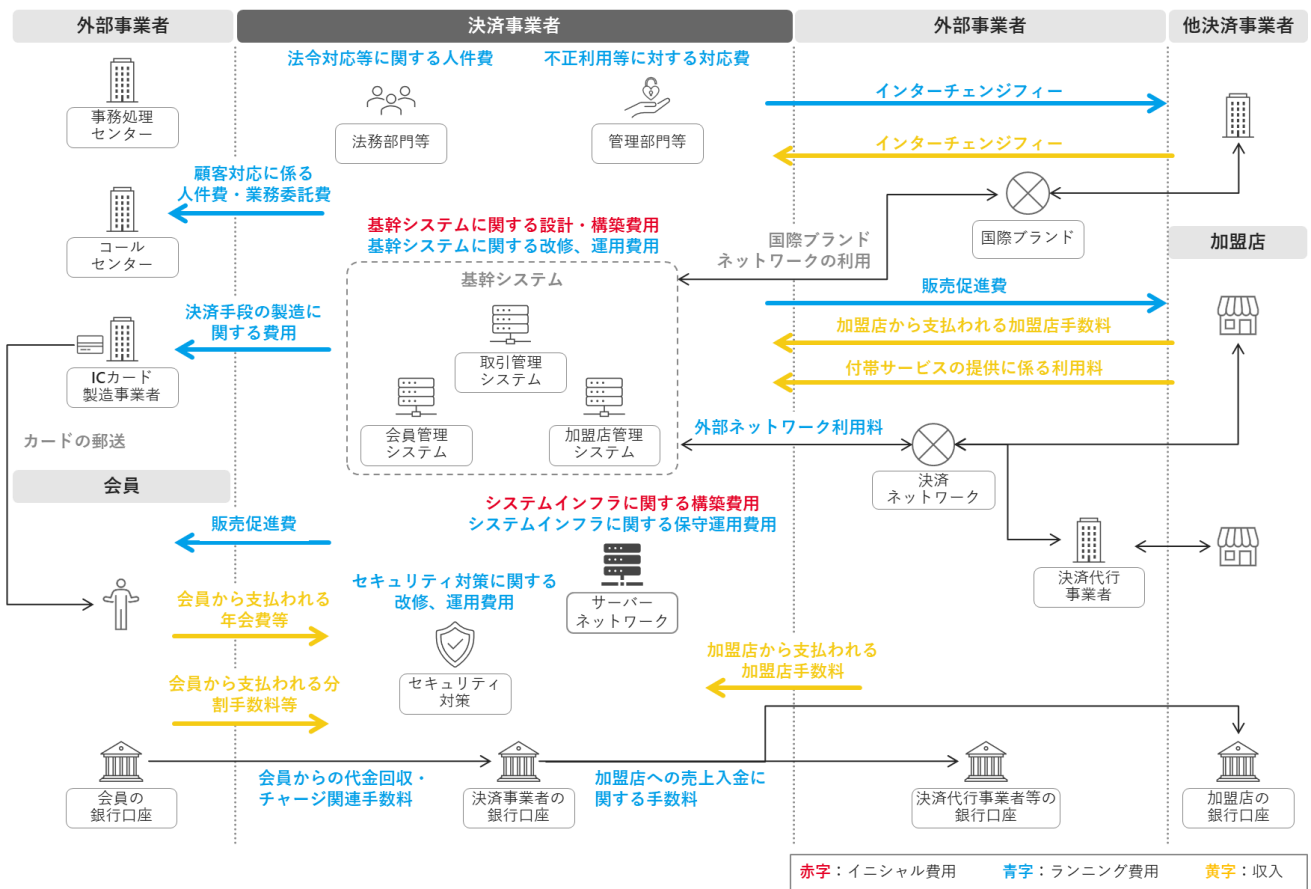 外部事業者
決済事業者
外部事業者
他決済事業者
法令対応等に関する人件費
不正利用等に対する対応費
事務処理
センター
法務部門等
管理部門等
インターチェンジフィー
インターチェンジフィー
顧客対応に係る
人件費・業務委託費
コール
センター
基幹システムに関する設計・構築費用
基幹システムに関する改修、運用費用
国際ブランド
ネットワークの利用
国際ブランド
加盟店
基幹システム
決済手段の製造に
関する費用
ICカード
製造事業者
取引管理
システム
会員管理
システム
加盟店管理
システム
販売促進費
加盟店から支払われる加盟店手数料
付帯サービスの提供に係る利用料
カードの郵送
外部ネットワーク利用料
決済
ネットワーク
会員
販売促進費
システムインフラに関する構築費用
システムインフラに関する保守運用費用
サーバー
ネットワーク
決済代行
事業者
セキュリティ対策に関する
改修、運用費用
セキュリティ
対策
会員から支払われる
年会費等
会員から支払われる分
割手数料等
加盟店から支払われる
加盟店手数料
会員の
銀行口座
会員からの代金回収・
チャージ関連手数料
決済事業者の
銀行口座
加盟店への売上入金に
関する手数料
決済代行事業者等の
銀行口座
加盟店の
銀行口座
赤字：イニシャル費用 青字：ランニング費用 黄字：収入